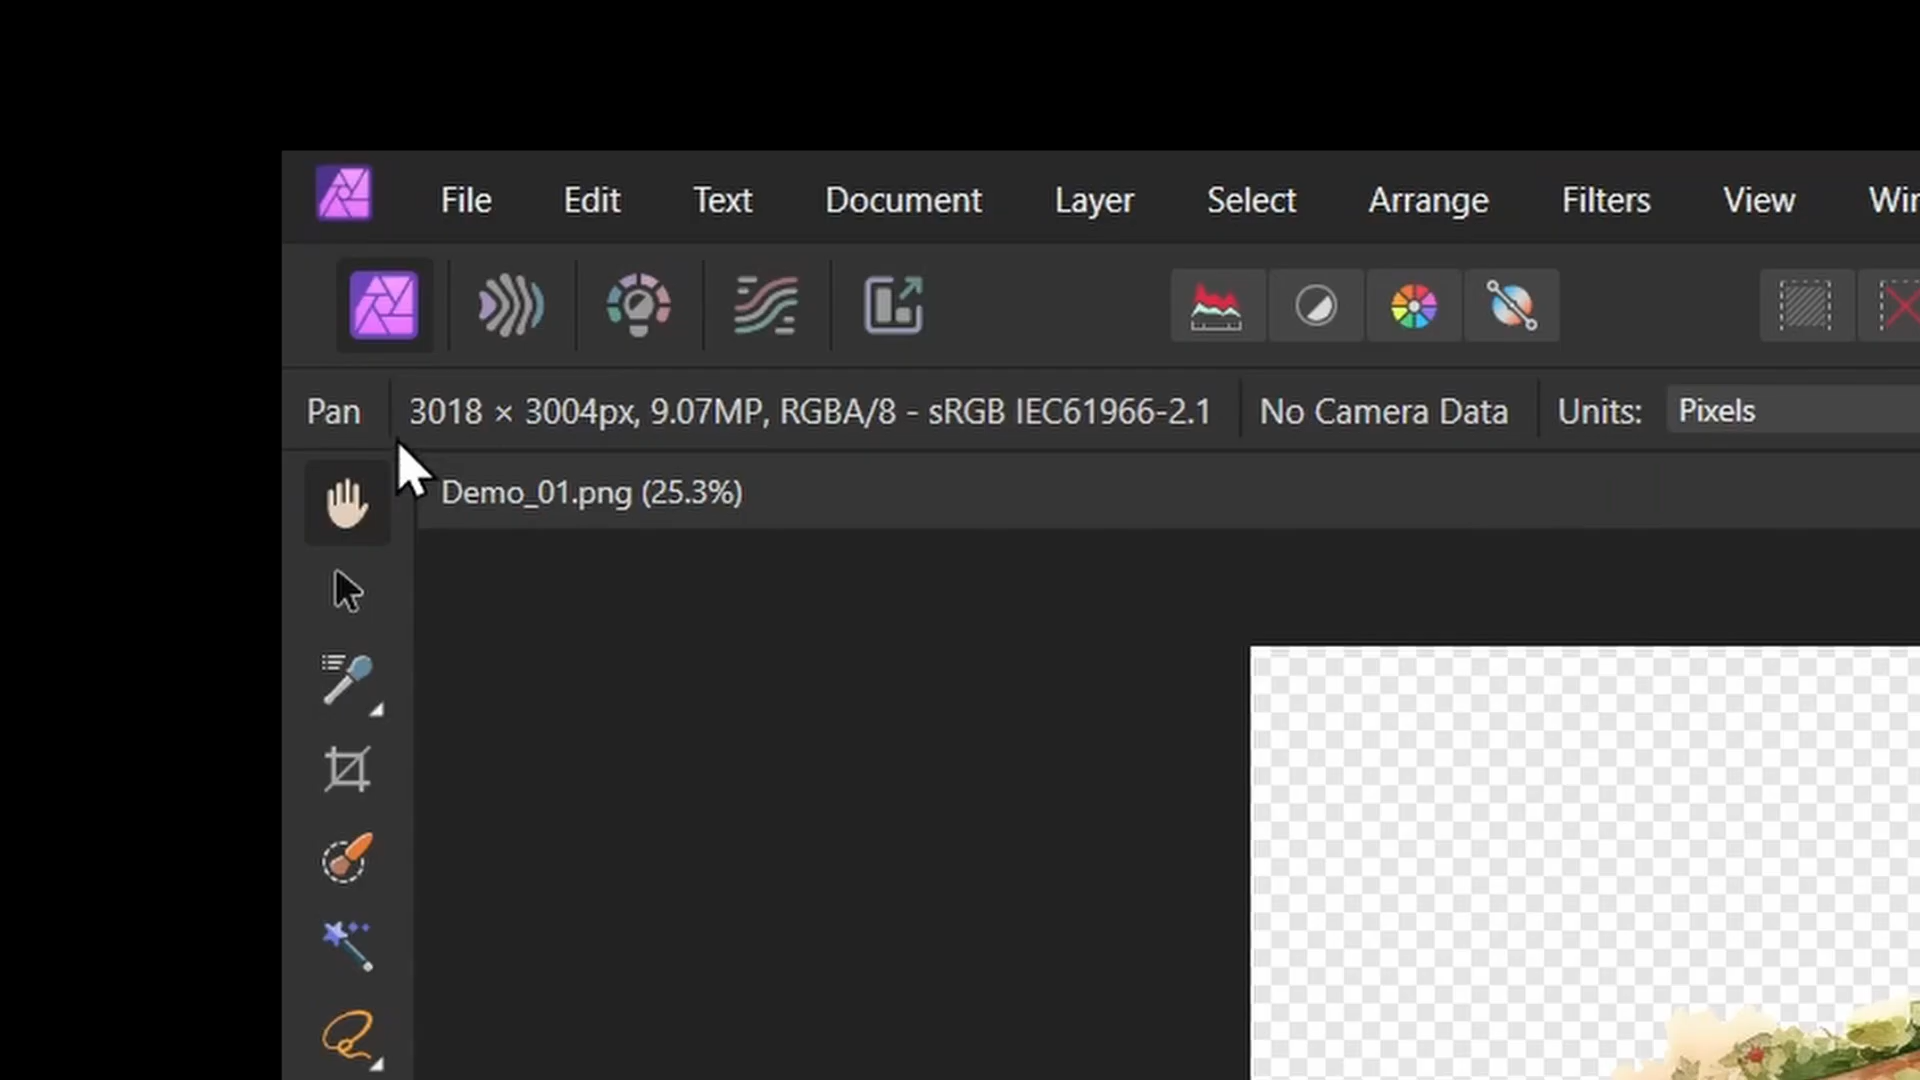 File Edit Text Document Layer Select Arrange Filters View
Pan 3018 × 3004px, 9.07MP, RGBA/8 - sRGB IEC61966-2.1 No Camera Data Units: Pixels
Demo_01.png (25.3%)